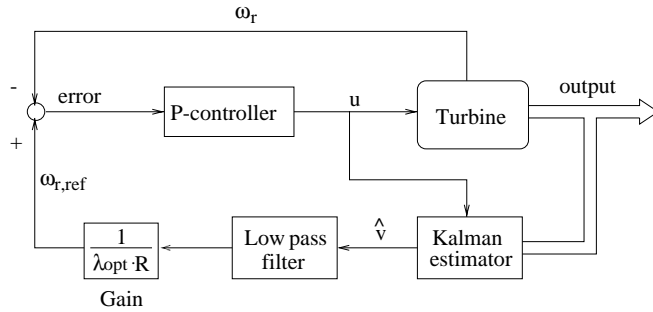 ω_r
output
-
error
P-controller
u
Turbine
+
ω_r,ref
1
λopt·R
Gain
Low pass
filter
^
v
Kalman
estimator